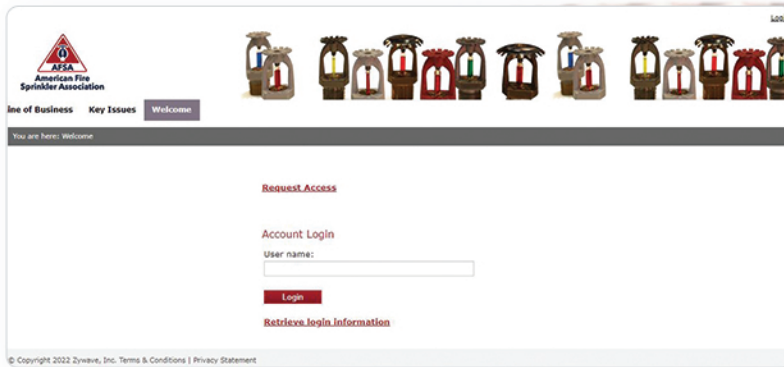 AFSA
American Fire
Sprinkler Association
ine of Business Key Issues Welcome
You are here: Welcome
Request Access
Account Login
User name:
Login
Retrieve login information
© Copyright 2022 Zywave, Inc. Terms & Conditions | Privacy Statement